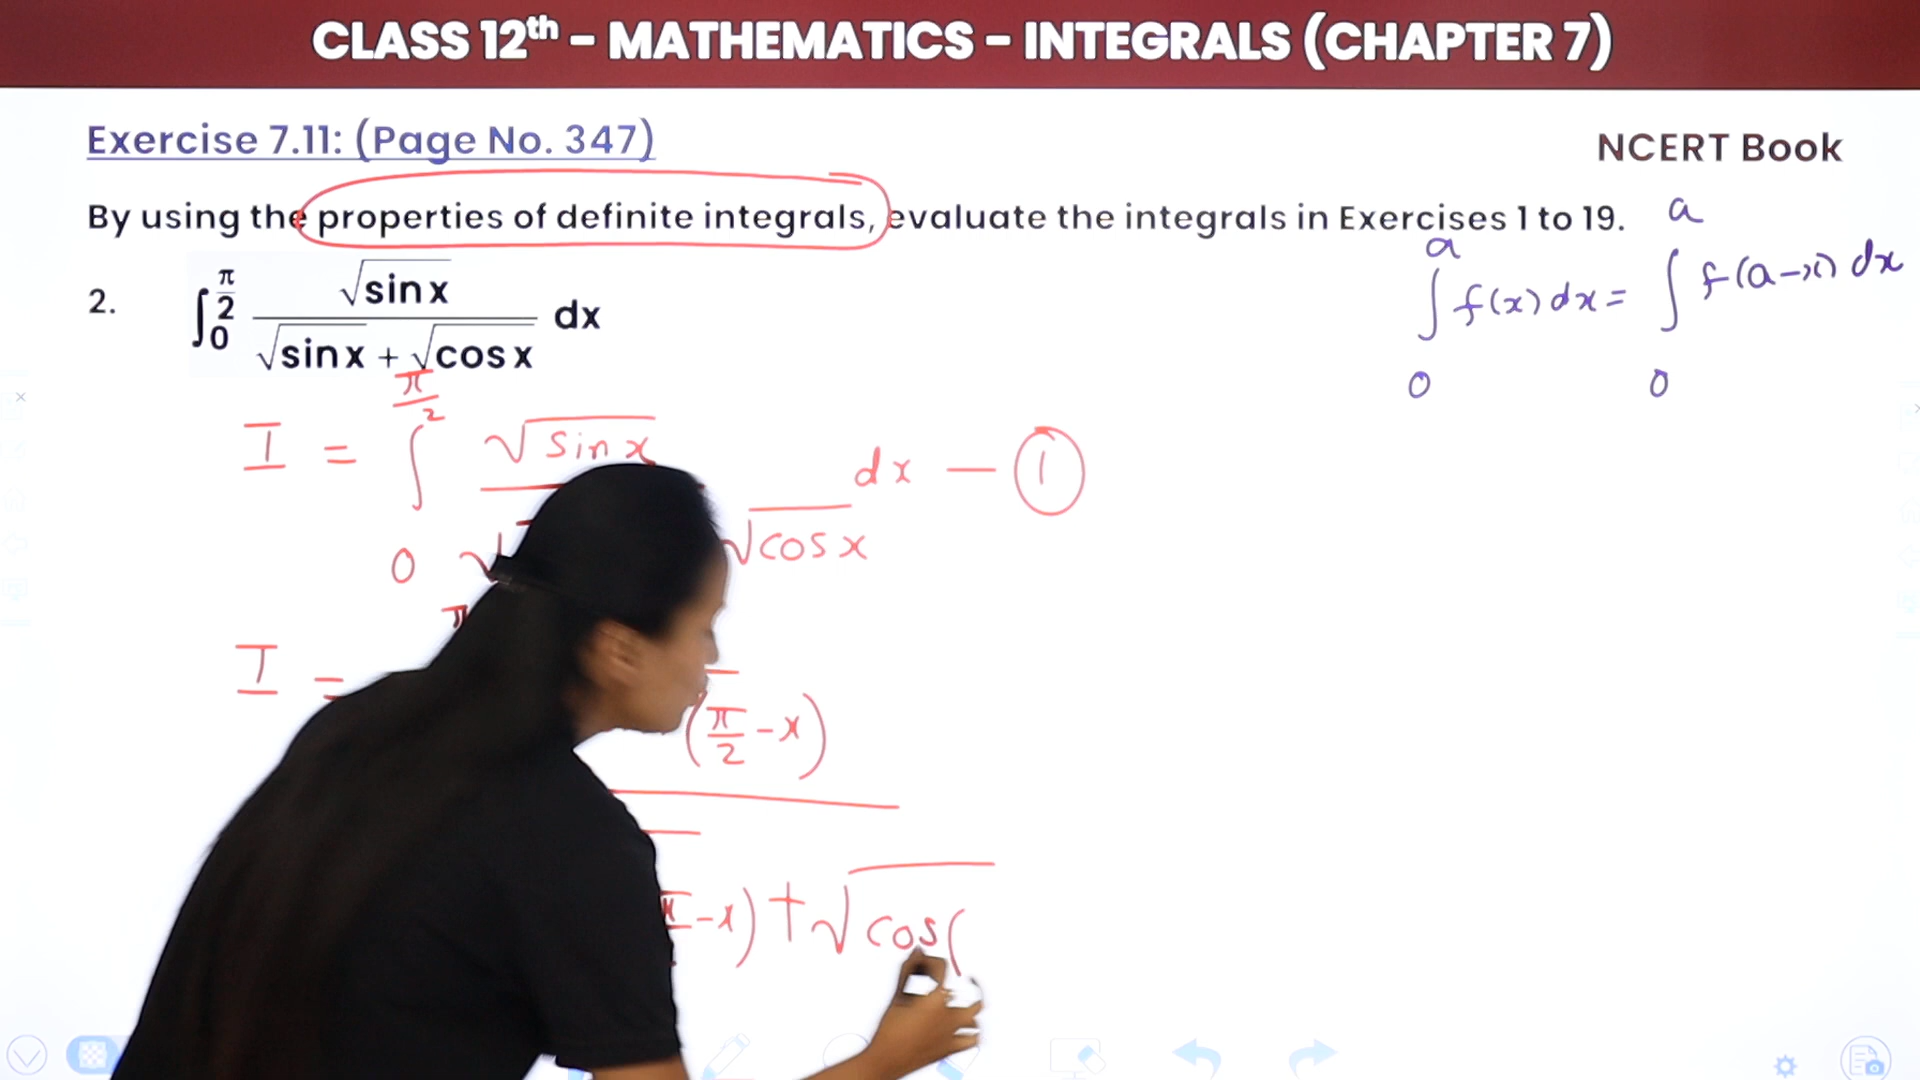 CLASS 12th - MATHEMATICS - INTEGRALS (CHAPTER 7)
Exercise 7.11: (Page No. 347)
NCERT Book
By using the properties of definite integrals, evaluate the integrals in Exercises 1 to 19.
2. ∫₀^(π/2) √sin x / (√sin x + √cos x) dx
∫₀^a f(x) dx = ∫₀^a f(a-x) dx
I = ∫₀^(π/2) √sin x / √ √cos x dx — ①
I = π (π/2 - x)
-x) + √cos(